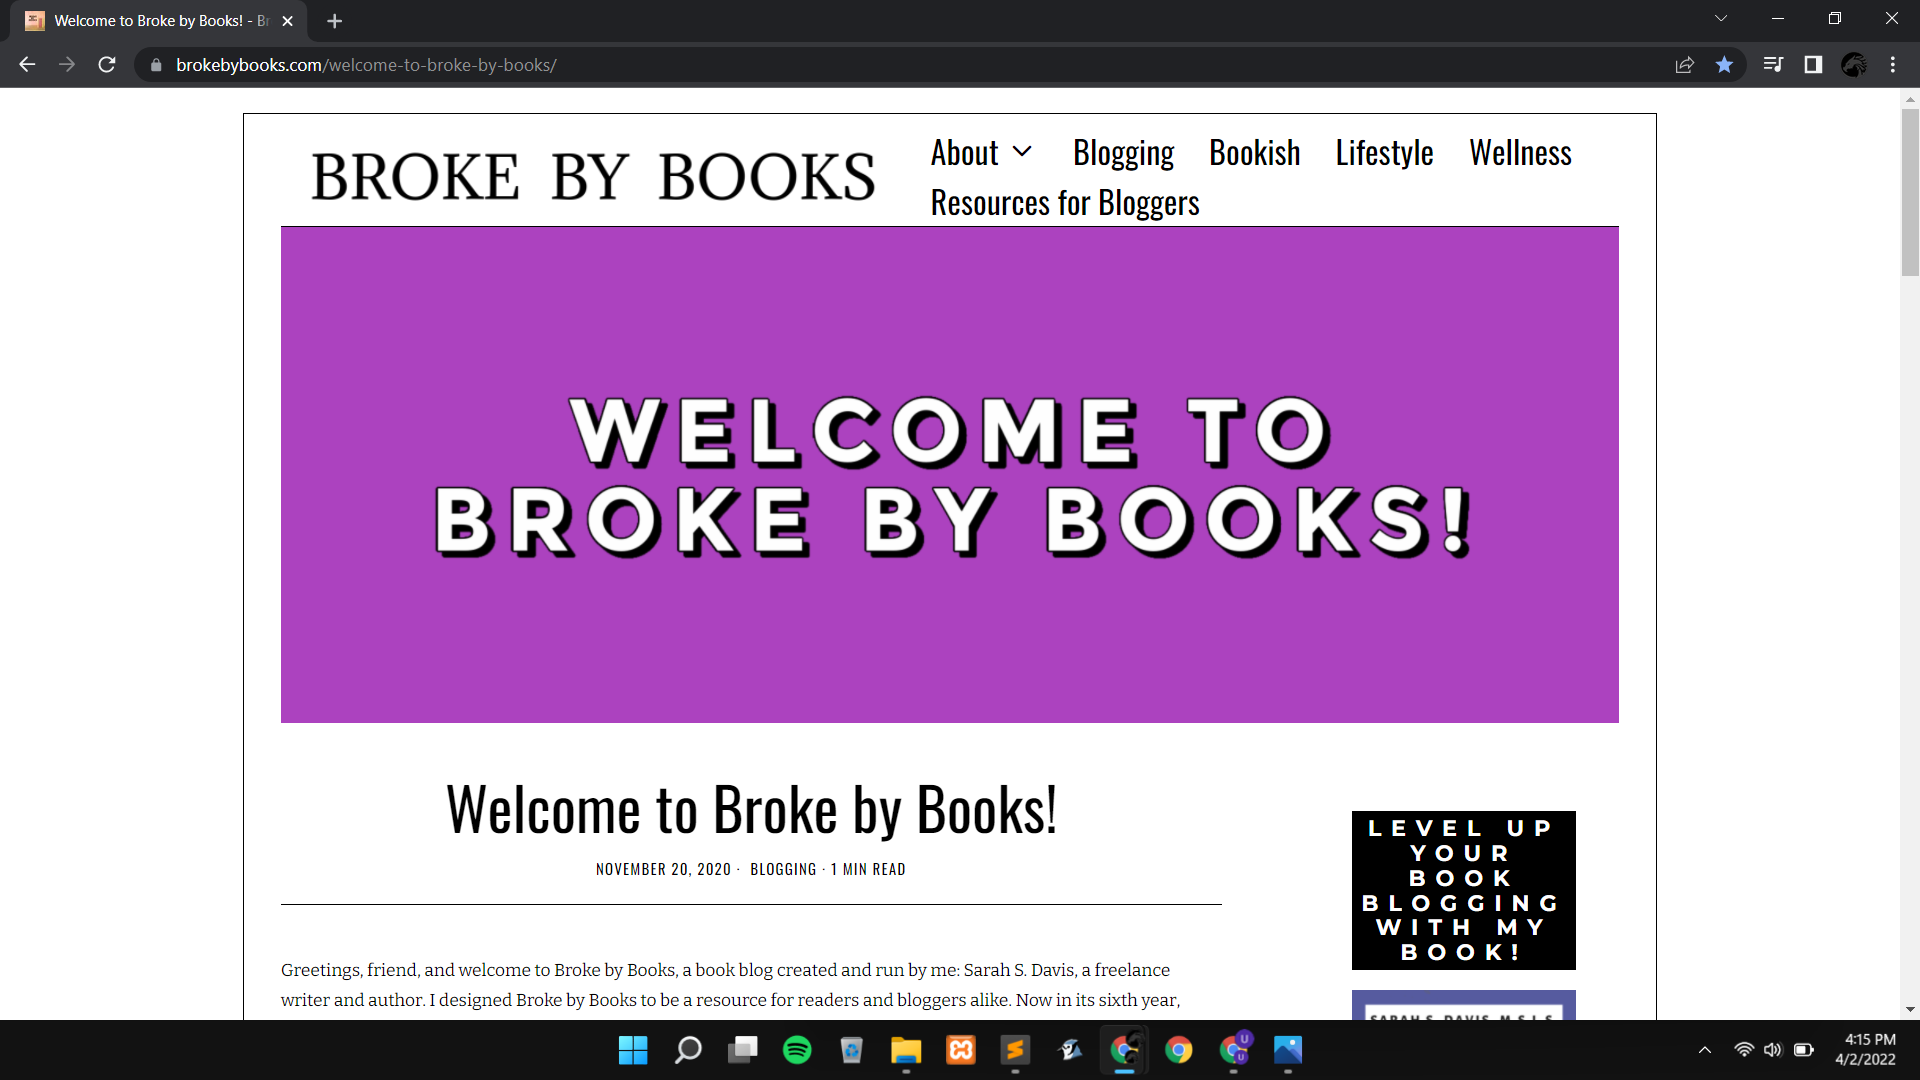 Welcome to Broke by Books! - Br
brokebybooks.com/welcome-to-broke-by-books/
BROKE BY BOOKS
About Blogging Bookish Lifestyle Wellness
Resources for Bloggers
WELCOME TO
BROKE BY BOOKS!
Welcome to Broke by Books!
NOVEMBER 20, 2020 · BLOGGING · 1 MIN READ
LEVEL UP
YOUR
BOOK
BLOGGING
WITH MY
BOOK!
Greetings, friend, and welcome to Broke by Books, a book blog created and run by me: Sarah S. Davis, a freelance
writer and author. I designed Broke by Books to be a resource for readers and bloggers alike. Now in its sixth year,
SARAH S. DAVIS, M.S.L.S.
U
U
4:15 PM
4/2/2022